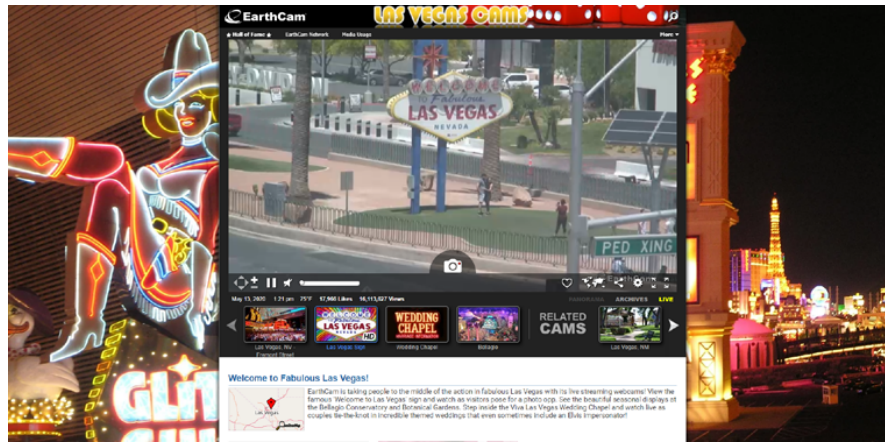 EarthCam
LAS VEGAS CAMS
★ Hall of Fame ★ EarthCam Network Media Usage More
WELCOME
TO Fabulous
LAS VEGAS
NEVADA
PED XING
EarthCam
May 13, 2020 1:21 pm 75°F 17,968 Likes 16,113,827 Views
PANORAMA ARCHIVES LIVE
WELCOME
LAS VEGAS
HD
WEDDING
CHAPEL
RELATED
CAMS
Las Vegas, NV -
Fremont Street
Las Vegas Sign
Wedding Chapel
Bellagio
Las Vegas, NM
GLIT
Welcome to Fabulous Las Vegas!
Las Vegas
EarthCam is taking people to the middle of the action in fabulous Las Vegas with its live streaming webcams! View the
famous Welcome to Las Vegas sign and watch as visitors pose for a photo opp. See the beautiful seasonal displays at
the Bellagio Conservatory and Botanical Gardens. Step inside the Viva Las Vegas Wedding Chapel and watch live as
couples tie-the-knot in incredible themed weddings that even sometimes include an Elvis impersonator!